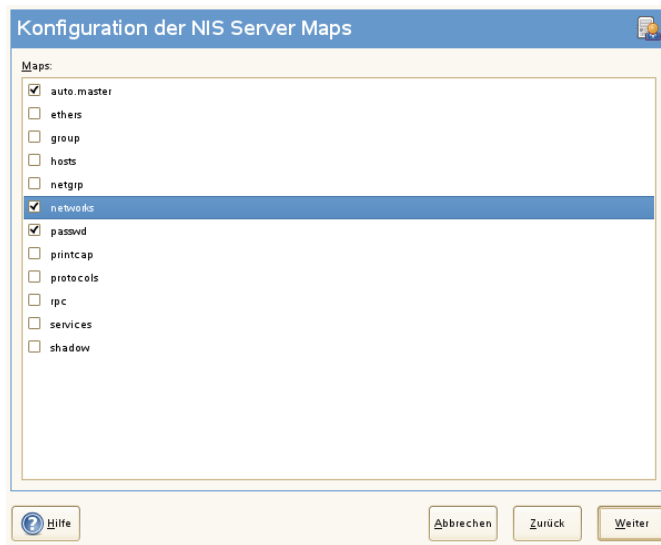 Konfiguration der NIS Server Maps
Maps:
auto.master
ethers
group
hosts
netgrp
networks
passwd
printcap
protocols
rpc
services
shadow
Hilfe
Abbrechen
Zurück
Weiter